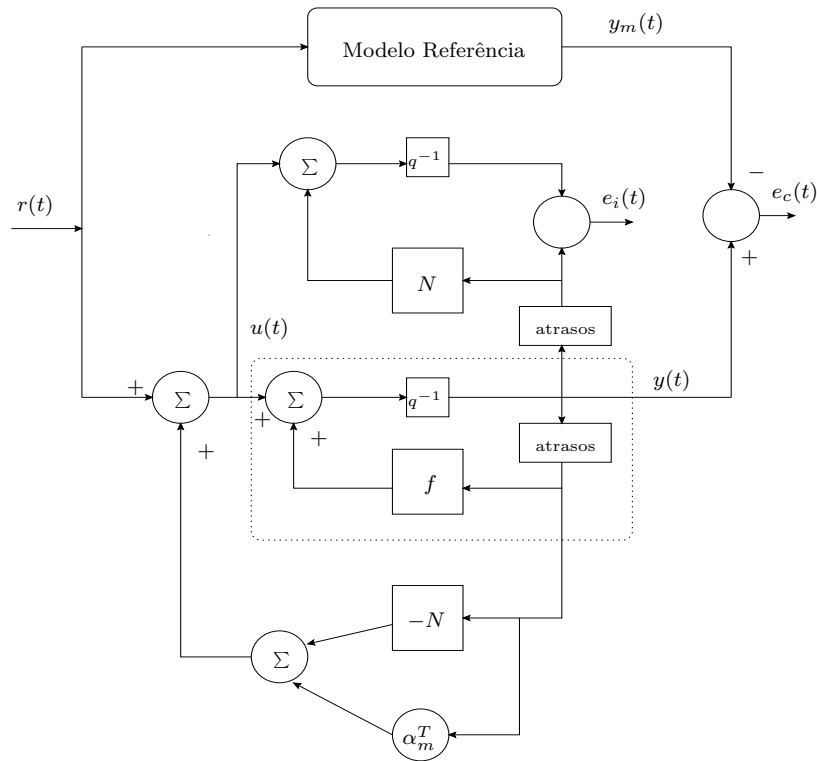 y_m(t)
Modelo Referência
Σ
q⁻¹
−
e_c(t)
r(t)
e_i(t)
+
N
atrasos
u(t)
y(t)
+
Σ
+
Σ
q⁻¹
+
+
atrasos
f
−N
Σ
α_m^T